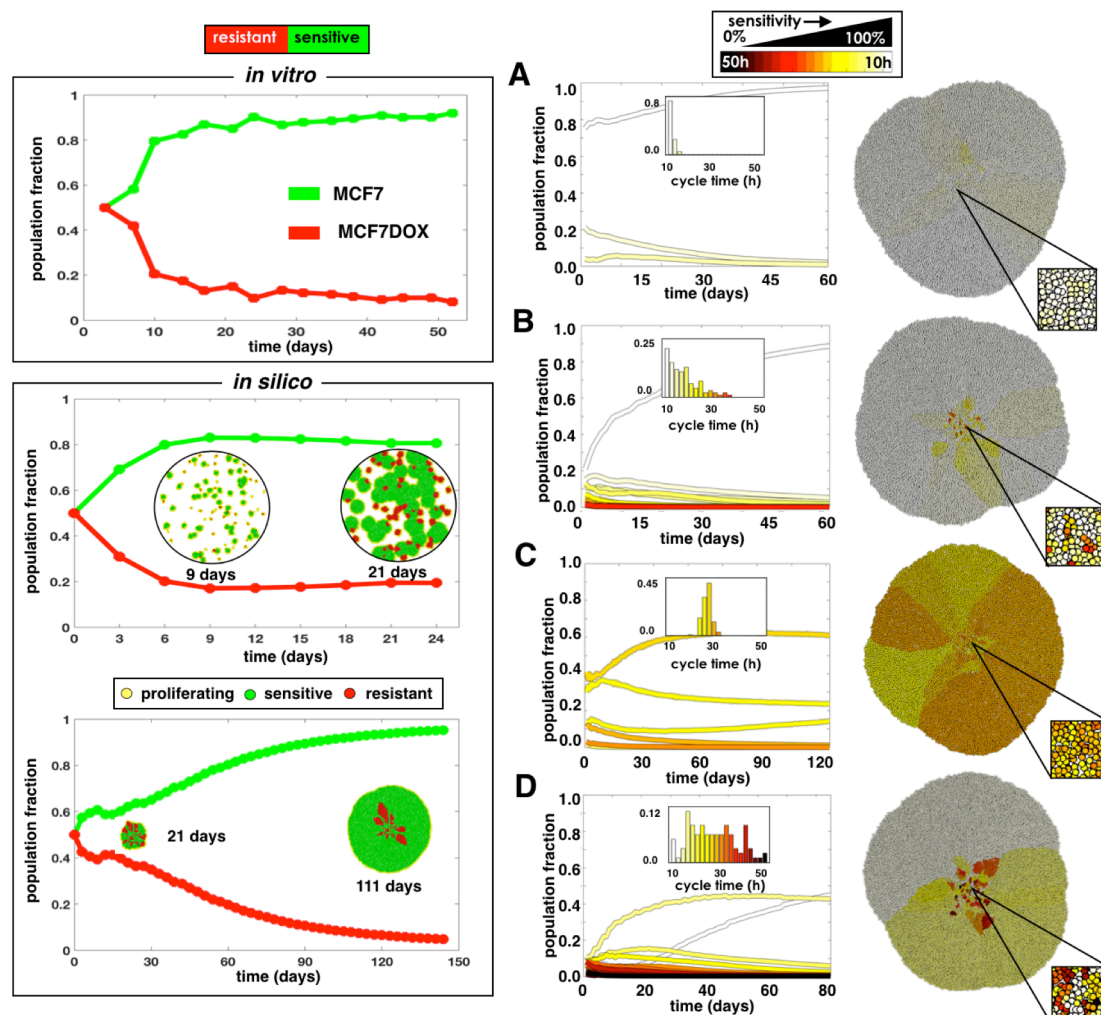 resistant sensitive
in vitro
population fraction
1
0.8
0.6
0.4
0.2
0
MCF7
MCF7DOX
0 10 20 30 40 50
time (days)
in silico
population fraction
1
0.8
0.6
0.4
0.2
0
9 days
21 days
0 3 6 9 12 15 18 21 24
time (days)
proliferating sensitive resistant
population fraction
1
0.8
0.6
0.4
0.2
0
21 days
111 days
0 30 60 90 120 150
time (days)
sensitivity
0% 100%
50h 10h
A
population fraction
1.0
0.8
0.6
0.4
0.2
0.0
0.8
0.0
10 30 50
cycle time (h)
0 15 30 45 60
time (days)
B
population fraction
1.0
0.8
0.6
0.4
0.2
0.0
0.25
0.0
10 30 50
cycle time (h)
0 15 30 45 60
time (days)
C
population fraction
1.0
0.8
0.6
0.4
0.2
0.0
0.45
0.0
10 30 50
cycle time (h)
0 30 60 90 120
time (days)
D
population fraction
1.0
0.8
0.6
0.4
0.2
0.0
0.12
0.0
10 30 50
cycle time (h)
0 20 40 60 80
time (days)